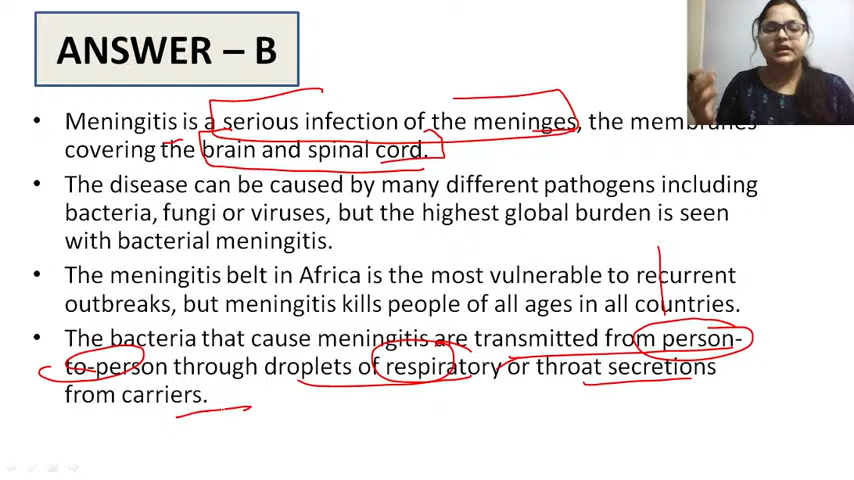 ANSWER – B
• Meningitis is a serious infection of the meninges, the membranes
covering the brain and spinal cord.
• The disease can be caused by many different pathogens including
bacteria, fungi or viruses, but the highest global burden is seen
with bacterial meningitis.
• The meningitis belt in Africa is the most vulnerable to recurrent
outbreaks, but meningitis kills people of all ages in all countries.
• The bacteria that cause meningitis are transmitted from person-
to-person through droplets of respiratory or throat secretions
from carriers.